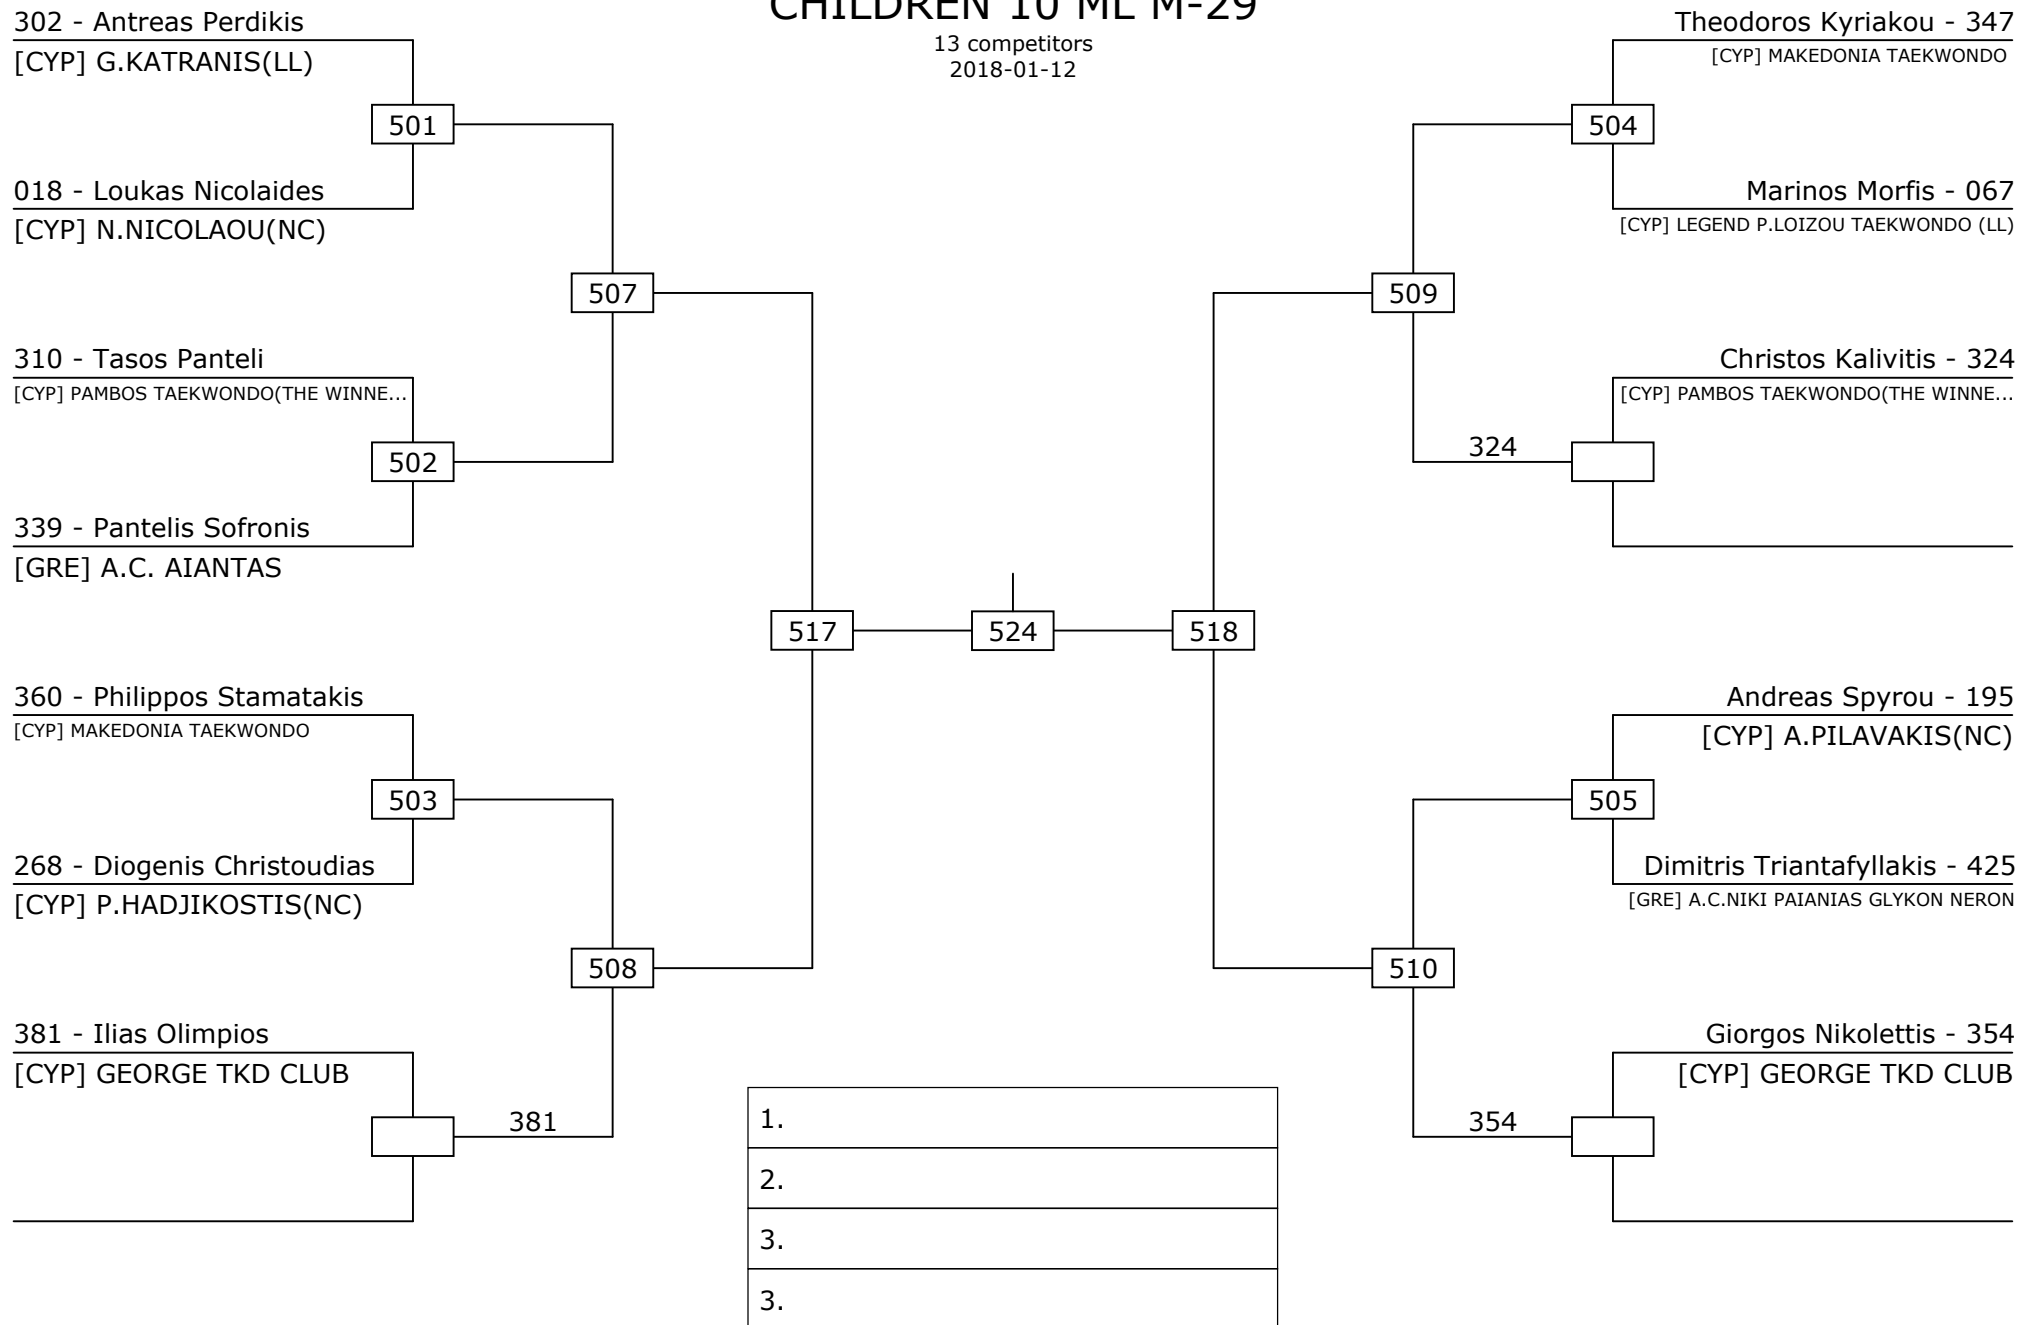 CHILDREN 10 ML M-29
13 competitors
2018-01-12
302 - Antreas Perdikis
[CYP] G.KATRANIS(LL)
501
018 - Loukas Nicolaides
[CYP] N.NICOLAOU(NC)
507
310 - Tasos Panteli
[CYP] PAMBOS TAEKWONDO(THE WINNE...
502
339 - Pantelis Sofronis
[GRE] A.C. AIANTAS
517
524
518
360 - Philippos Stamatakis
[CYP] MAKEDONIA TAEKWONDO
503
268 - Diogenis Christoudias
[CYP] P.HADJIKOSTIS(NC)
508
381 - Ilias Olimpios
[CYP] GEORGE TKD CLUB
381
Theodoros Kyriakou - 347
[CYP] MAKEDONIA TAEKWONDO
504
Marinos Morfis - 067
[CYP] LEGEND P.LOIZOU TAEKWONDO (LL)
509
Christos Kalivitis - 324
[CYP] PAMBOS TAEKWONDO(THE WINNE...
324
Andreas Spyrou - 195
[CYP] A.PILAVAKIS(NC)
505
Dimitris Triantafyllakis - 425
[GRE] A.C.NIKI PAIANIAS GLYKON NERON
510
Giorgos Nikolettis - 354
[CYP] GEORGE TKD CLUB
354
1.
2.
3.
3.